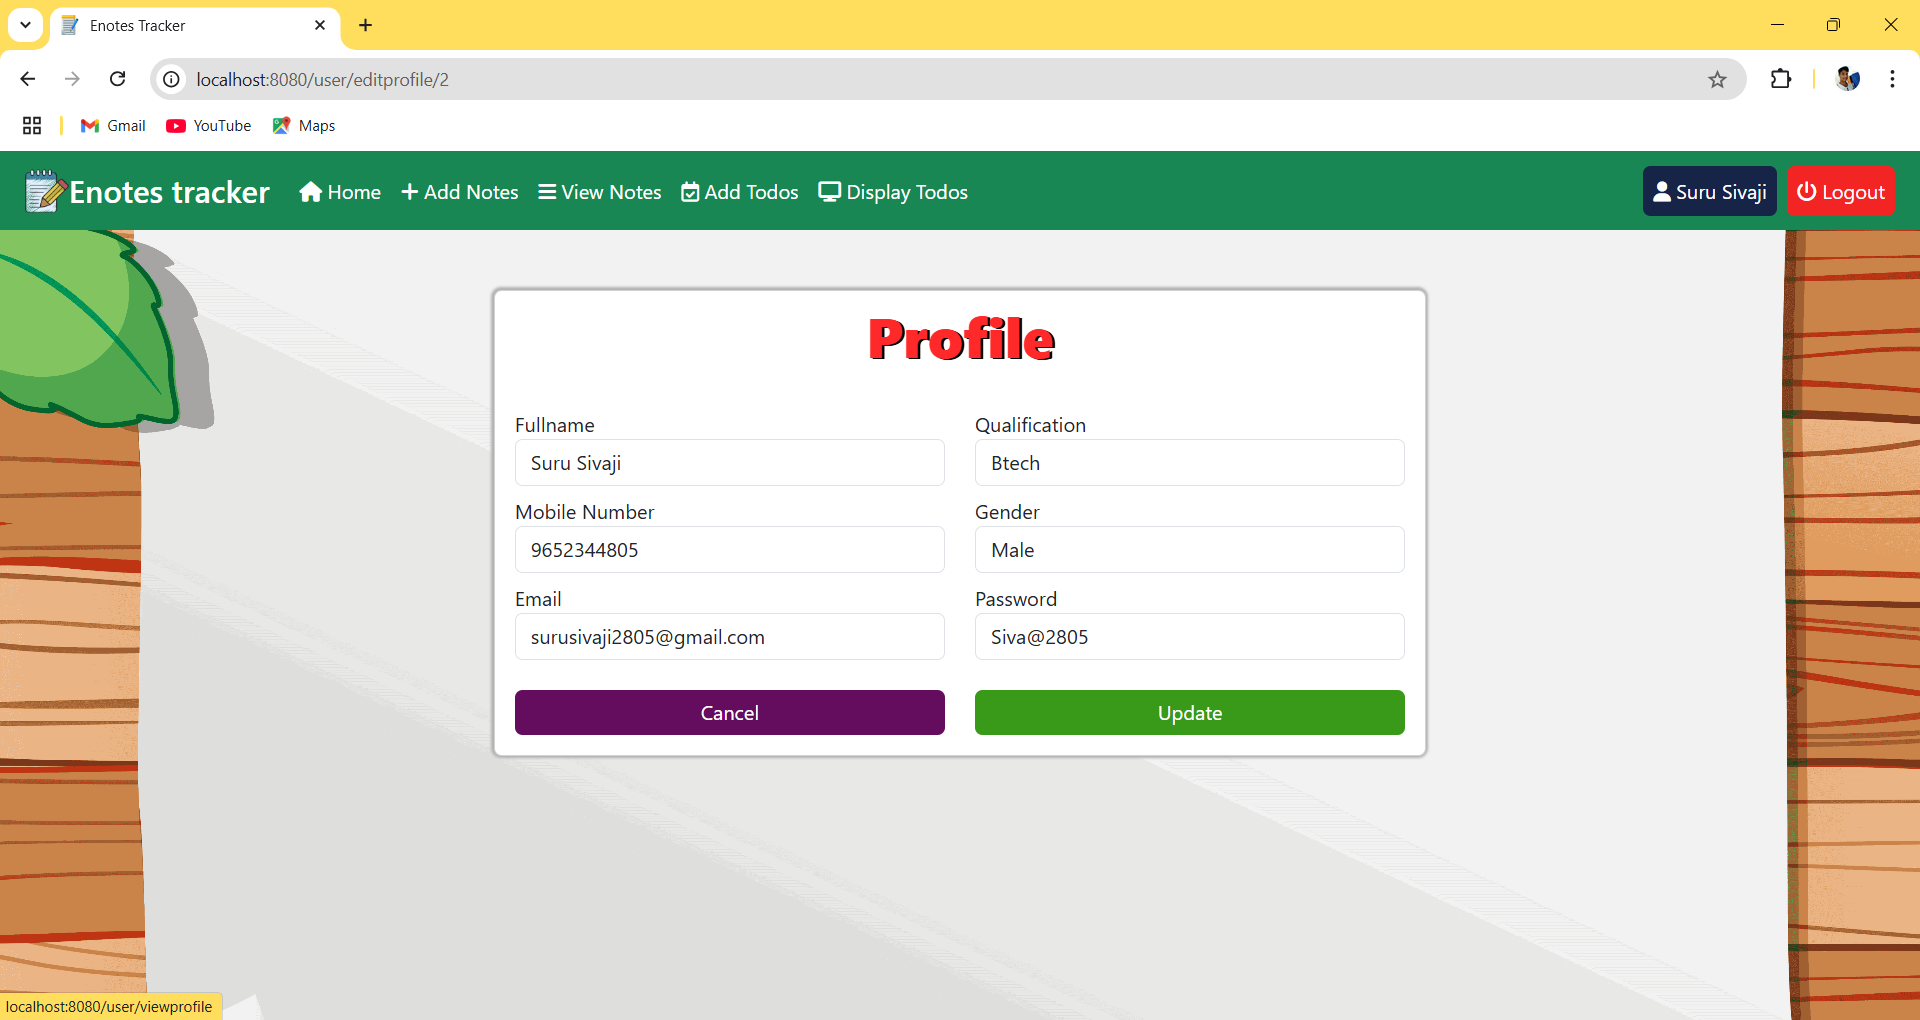 Enotes Tracker
localhost:8080/user/editprofile/2
Gmail YouTube Maps
Enotes tracker Home Add Notes View Notes Add Todos Display Todos Suru Sivaji Logout
Profile
Fullname Qualification
Suru Sivaji Btech
Mobile Number Gender
9652344805 Male
Email Password
surusivaji2805@gmail.com Siva@2805
Cancel Update
localhost:8080/user/viewprofile